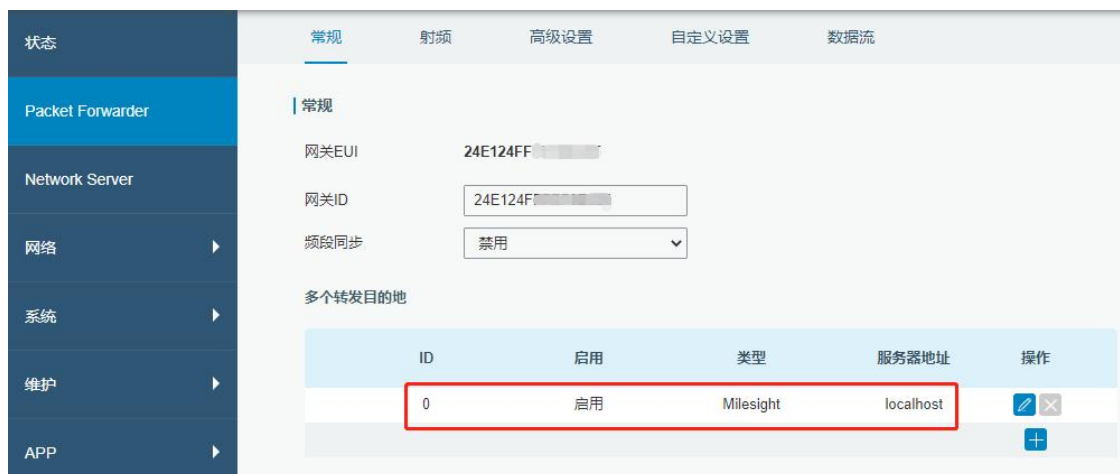 状态
Packet Forwarder
Network Server
网络
系统
维护
APP
常规 射频 高级设置 自定义设置 数据流
常规
网关EUI 24E124FF
网关ID 24E124F
频段同步 禁用
多个转发目的地
ID 启用 类型 服务器地址 操作
0 启用 Milesight localhost